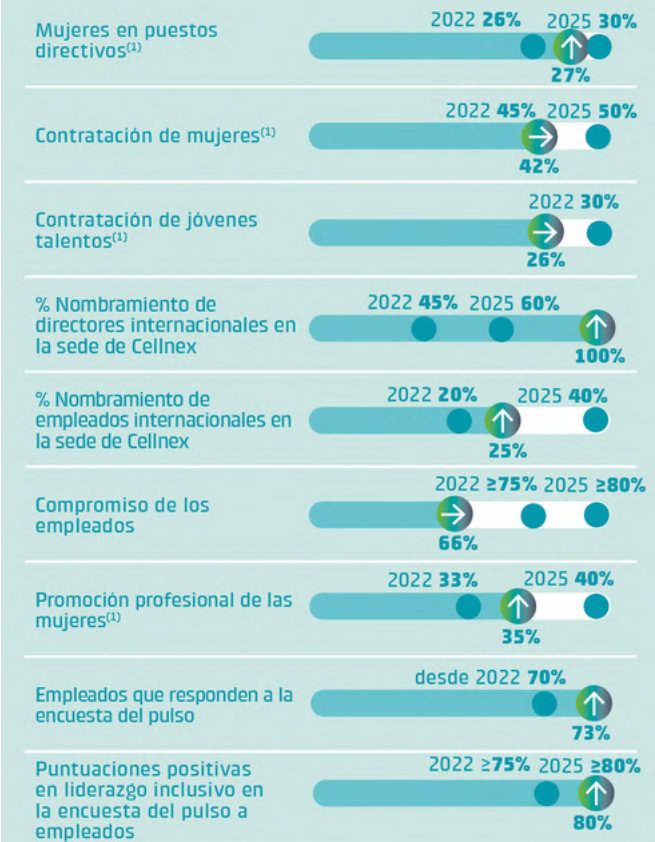 Mujeres en puestos
directivos(1)
2022 26% 2025 30%
27%
Contratación de mujeres(1)
2022 45% 2025 50%
42%
Contratación de jóvenes
talentos(1)
2022 30%
26%
% Nombramiento de
directores internacionales en
la sede de Cellnex
2022 45% 2025 60%
100%
% Nombramiento de
empleados internacionales en
la sede de Cellnex
2022 20% 2025 40%
25%
Compromiso de los
empleados
2022 ≥75% 2025 ≥80%
66%
Promoción profesional de las
mujeres(1)
2022 33% 2025 40%
35%
Empleados que responden a la
encuesta del pulso
desde 2022 70%
73%
Puntuaciones positivas
en liderazgo inclusivo en
la encuesta del pulso a
empleados
2022 ≥75% 2025 ≥80%
80%